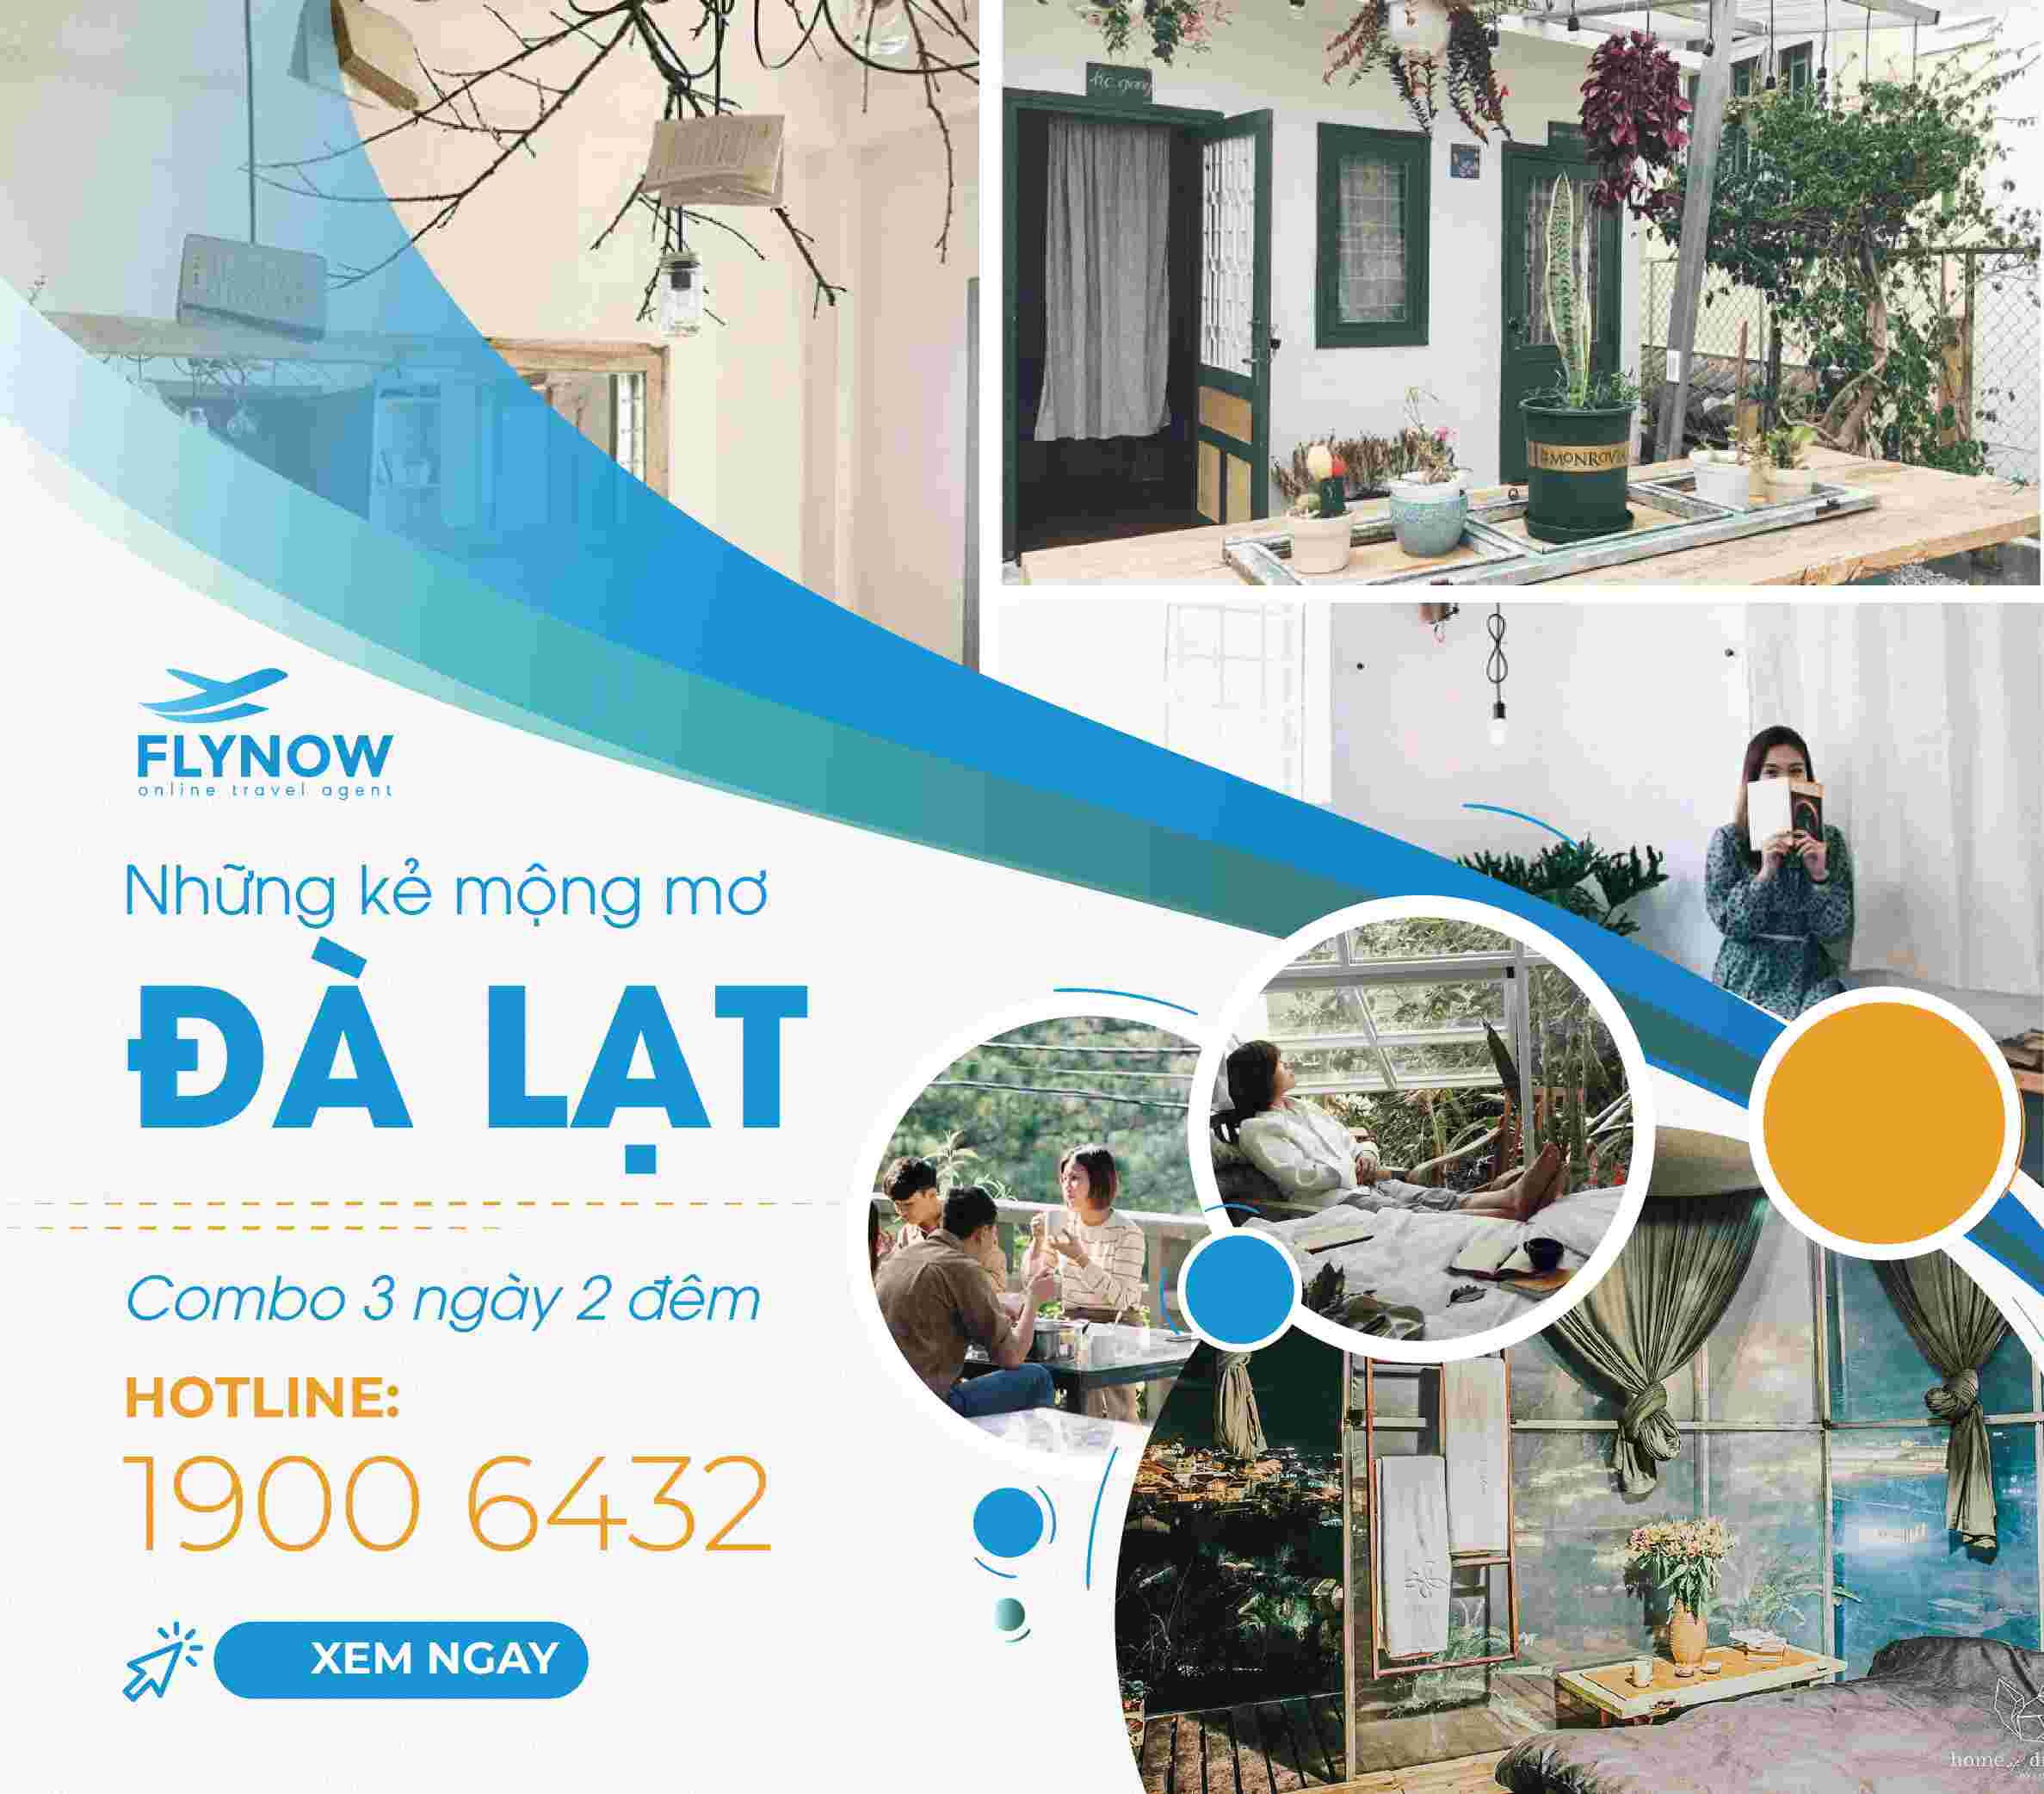 #MONROVIA
FLYNOW
online travel agent
Những kẻ mộng mơ
ĐÀ LẠT
Combo 3 ngày 2 đêm
HOTLINE:
1900 6432
XEM NGAY
home